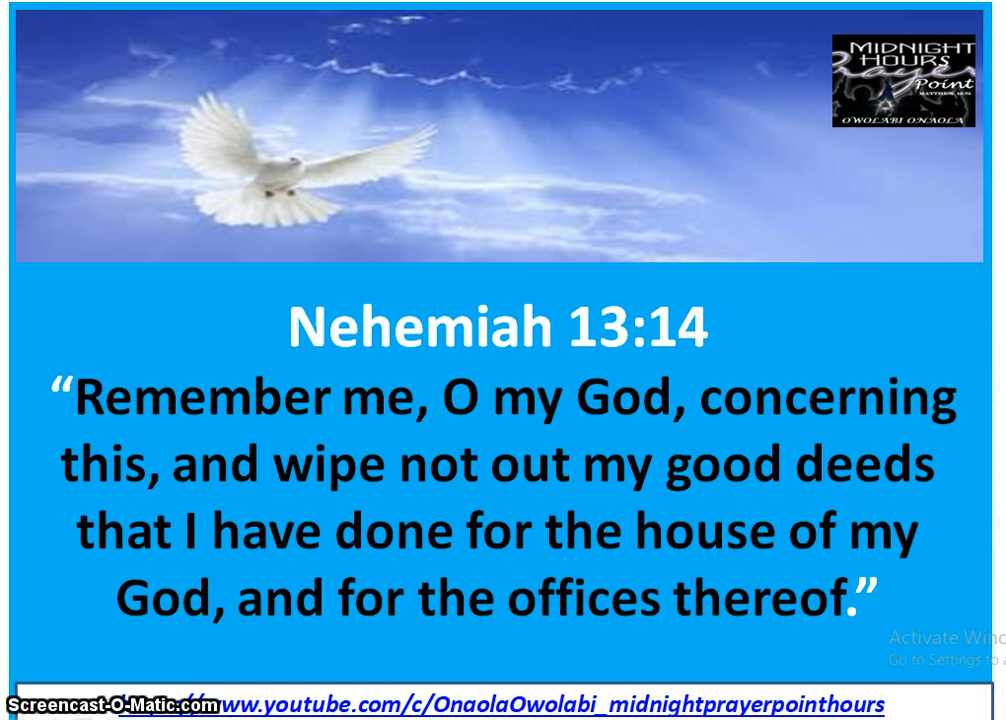 MIDNIGHT
HOURS
Prayer
Point
OWOLABI ONAOLA
Nehemiah 13:14
“Remember me, O my God, concerning
this, and wipe not out my good deeds
that I have done for the house of my
God, and for the offices thereof.”
Activate Winc
Go to Settings to a
Screencast-O-Matic.com www.youtube.com/c/OnaolaOwolabi_midnightprayerpointhours